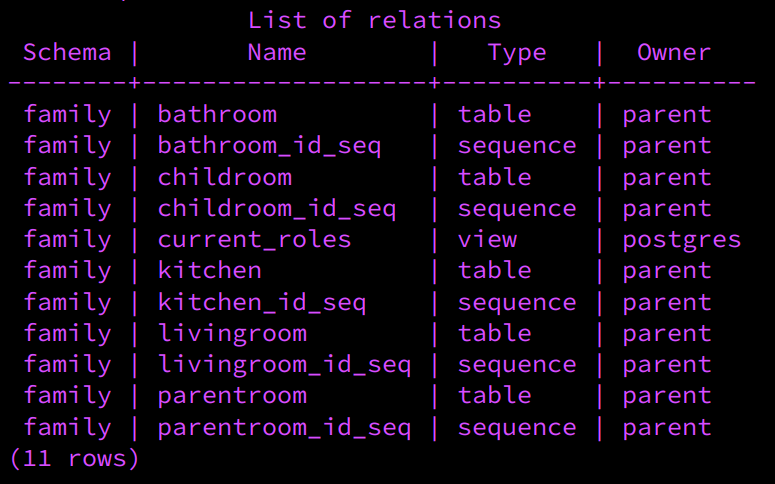 List of relations
Schema | Name | Type | Owner
--------+-------------------+----------+----------
family | bathroom | table | parent
family | bathroom_id_seq | sequence | parent
family | childroom | table | parent
family | childroom_id_seq | sequence | parent
family | current_roles | view | postgres
family | kitchen | table | parent
family | kitchen_id_seq | sequence | parent
family | livingroom | table | parent
family | livingroom_id_seq | sequence | parent
family | parentroom | table | parent
family | parentroom_id_seq | sequence | parent
(11 rows)